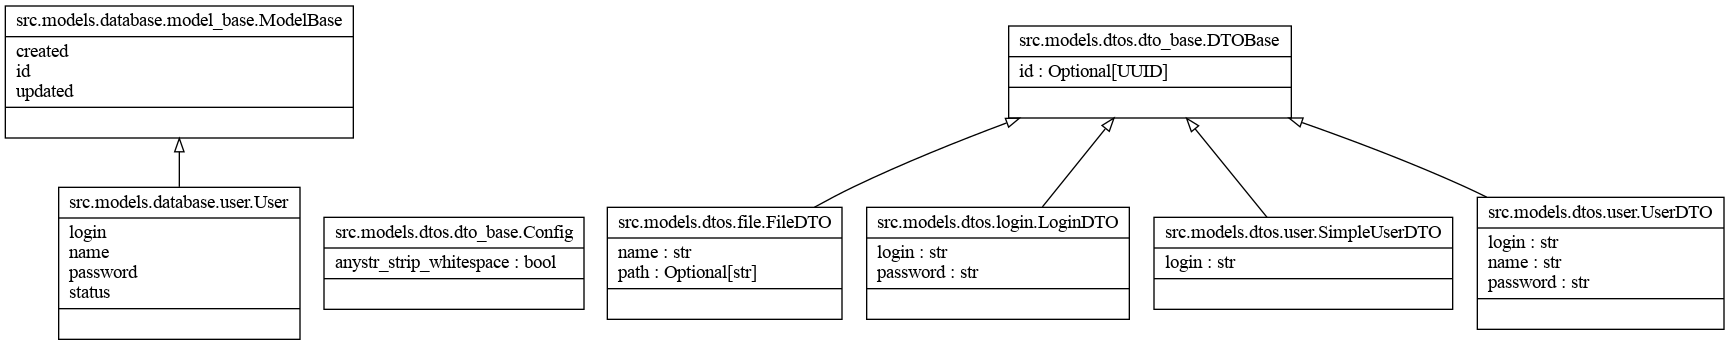 src.models.database.model_base.ModelBase
created
id
updated
src.models.dtos.dto_base.DTOBase
id : Optional[UUID]
src.models.database.user.User
login
name
password
status
src.models.dtos.dto_base.Config
anystr_strip_whitespace : bool
src.models.dtos.file.FileDTO
name : str
path : Optional[str]
src.models.dtos.login.LoginDTO
login : str
password : str
src.models.dtos.user.SimpleUserDTO
login : str
src.models.dtos.user.UserDTO
login : str
name : str
password : str